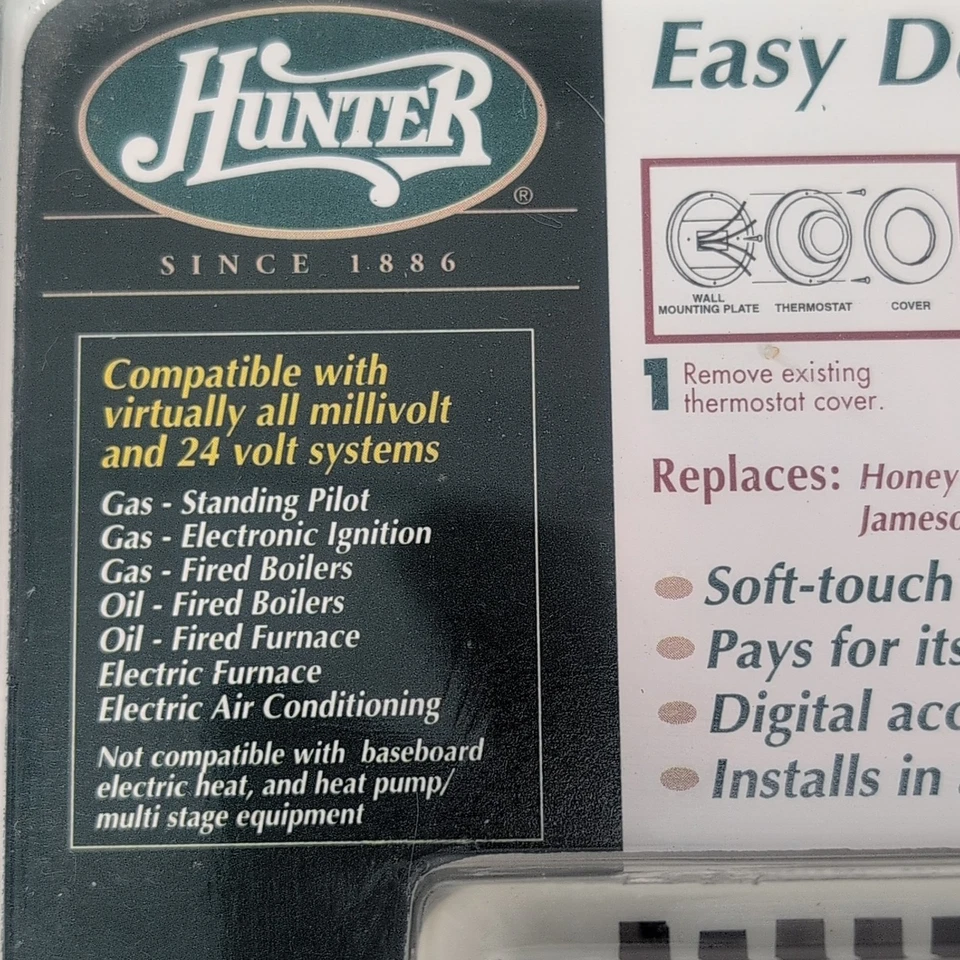 HUNTER
®
SINCE 1886
Compatible with
virtually all millivolt
and 24 volt systems
Gas - Standing Pilot
Gas - Electronic Ignition
Gas - Fired Boilers
Oil - Fired Boilers
Oil - Fired Furnace
Electric Furnace
Electric Air Conditioning
Not compatible with baseboard
electric heat, and heat pump/
multi stage equipment
Easy
WALL
MOUNTING PLATE THERMOSTAT COVER
1 Remove existing
thermostat cover.
Replaces: Honey
Jameso
Soft-touch
Pays for its
Digital acc
Installs in